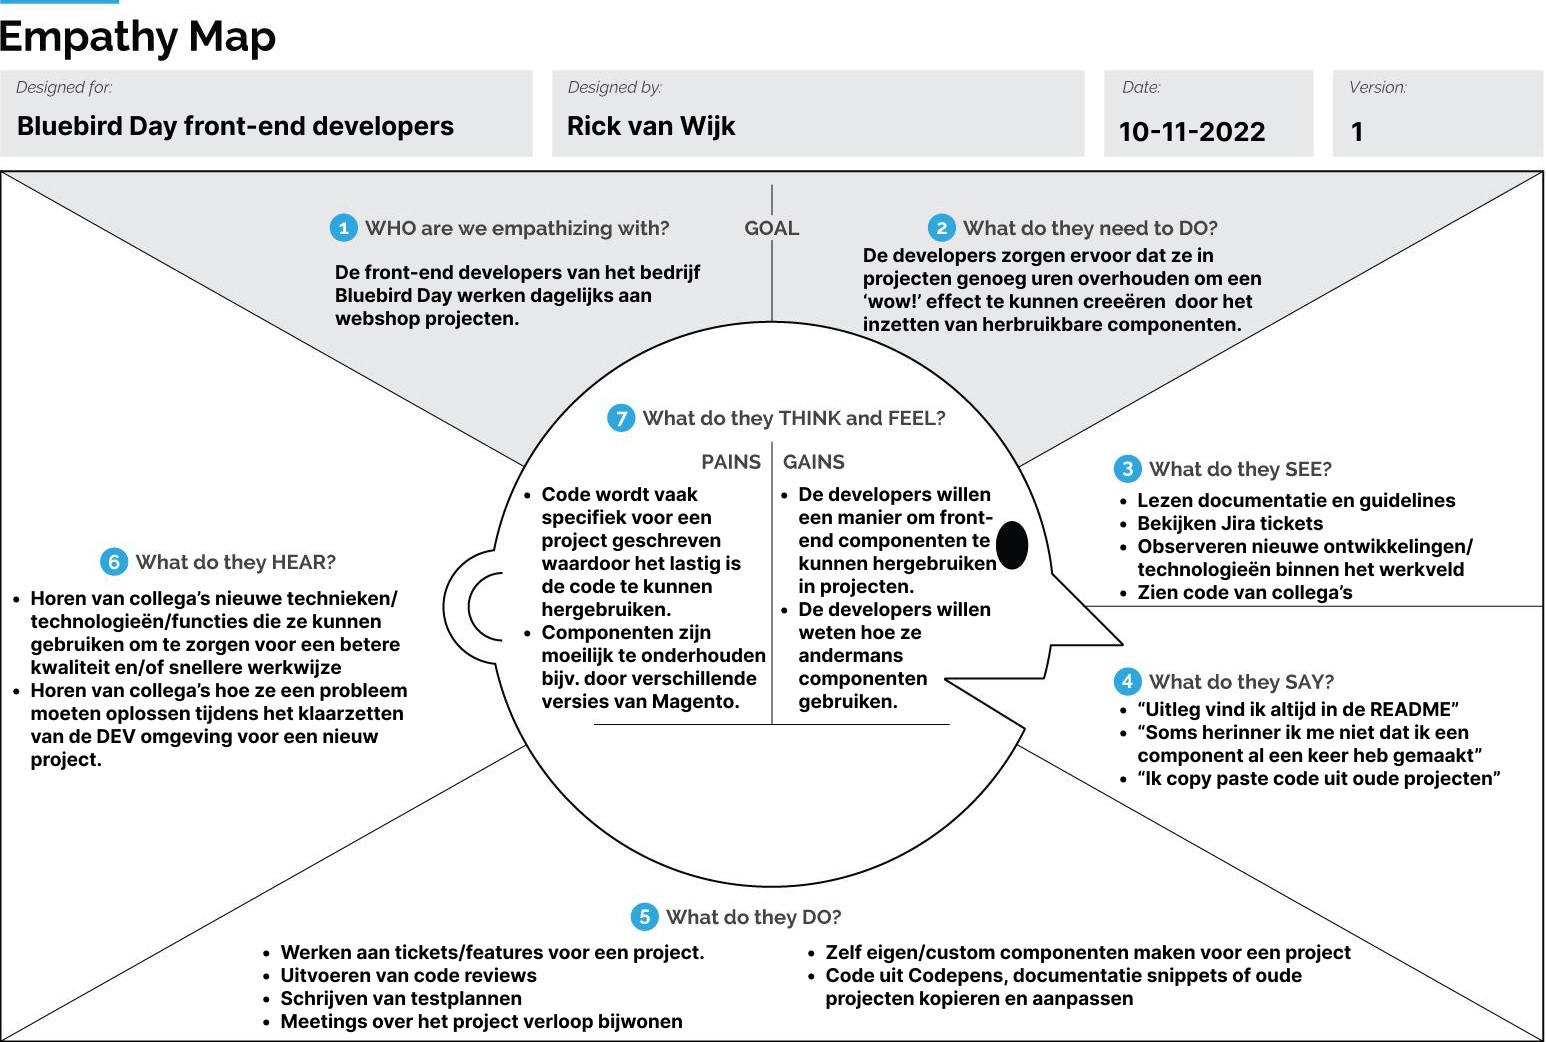 Empathy Map
Designed for:
Bluebird Day front-end developers
Designed by:
Rick van Wijk
Date:
10-11-2022
Version:
1
1 WHO are we empathizing with?
De front-end developers van het bedrijf
Bluebird Day werken dagelijks aan
webshop projecten.
GOAL
2 What do they need to DO?
De developers zorgen ervoor dat ze in
projecten genoeg uren overhouden om een
‘wow!’ effect te kunnen creeëren door het
inzetten van herbruikbare componenten.
3 What do they SEE?
• Lezen documentatie en guidelines
• Bekijken Jira tickets
• Observeren nieuwe ontwikkelingen/
technologieën binnen het werkveld
• Zien code van collega’s
4 What do they SAY?
• “Uitleg vind ik altijd in de README”
• “Soms herinner ik me niet dat ik een
component al een keer heb gemaakt”
• “Ik copy paste code uit oude projecten”
5 What do they DO?
• Werken aan tickets/features voor een project.
• Uitvoeren van code reviews
• Schrijven van testplannen
• Meetings over het project verloop bijwonen
• Zelf eigen/custom componenten maken voor een project
• Code uit Codepens, documentatie snippets of oude
projecten kopieren en aanpassen
6 What do they HEAR?
• Horen van collega’s nieuwe technieken/
technologieën/functies die ze kunnen
gebruiken om te zorgen voor een betere
kwaliteit en/of snellere werkwijze
• Horen van collega’s hoe ze een probleem
moeten oplossen tijdens het klaarzetten
van de DEV omgeving voor een nieuw
project.
7 What do they THINK and FEEL?
PAINS
• Code wordt vaak
specifiek voor een
project geschreven
waardoor het lastig is
de code te kunnen
hergebruiken.
• Componenten zijn
moeilijk te onderhouden
bijv. door verschillende
versies van Magento.
GAINS
• De developers willen
een manier om front-
end componenten te
kunnen hergebruiken
in projecten.
• De developers willen
weten hoe ze
andermans
componenten
gebruiken.